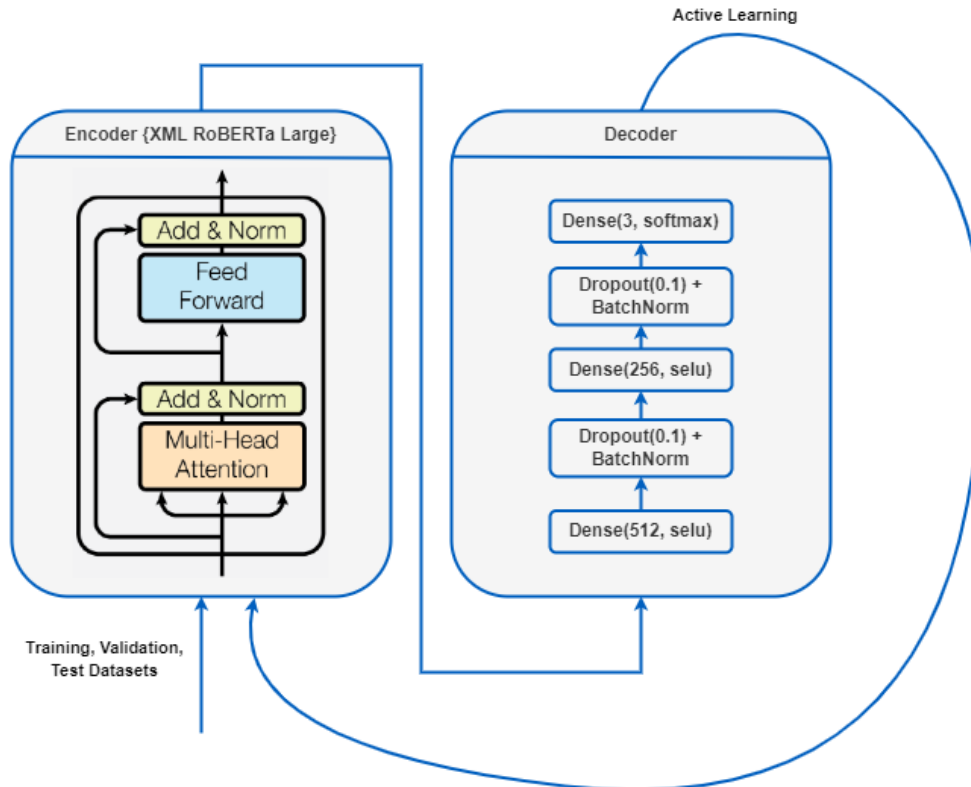 Active Learning
Encoder {XML RoBERTa Large}
Add & Norm
Feed
Forward
Add & Norm
Multi-Head
Attention
Training, Validation,
Test Datasets
Decoder
Dense(3, softmax)
Dropout(0.1) +
BatchNorm
Dense(256, selu)
Dropout(0.1) +
BatchNorm
Dense(512, selu)